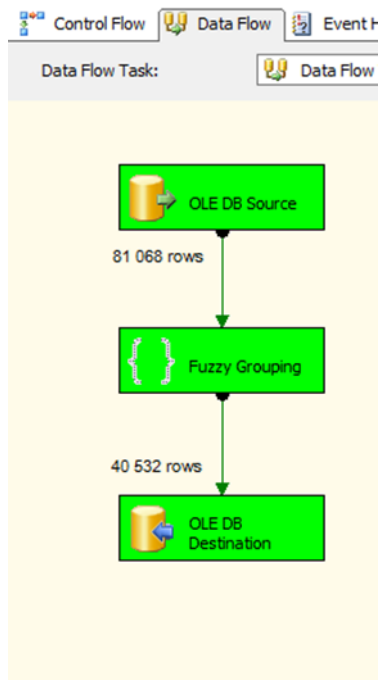 Control Flow Data Flow Event H
Data Flow Task: Data Flow
OLE DB Source
81 068 rows
Fuzzy Grouping
40 532 rows
OLE DB
Destination